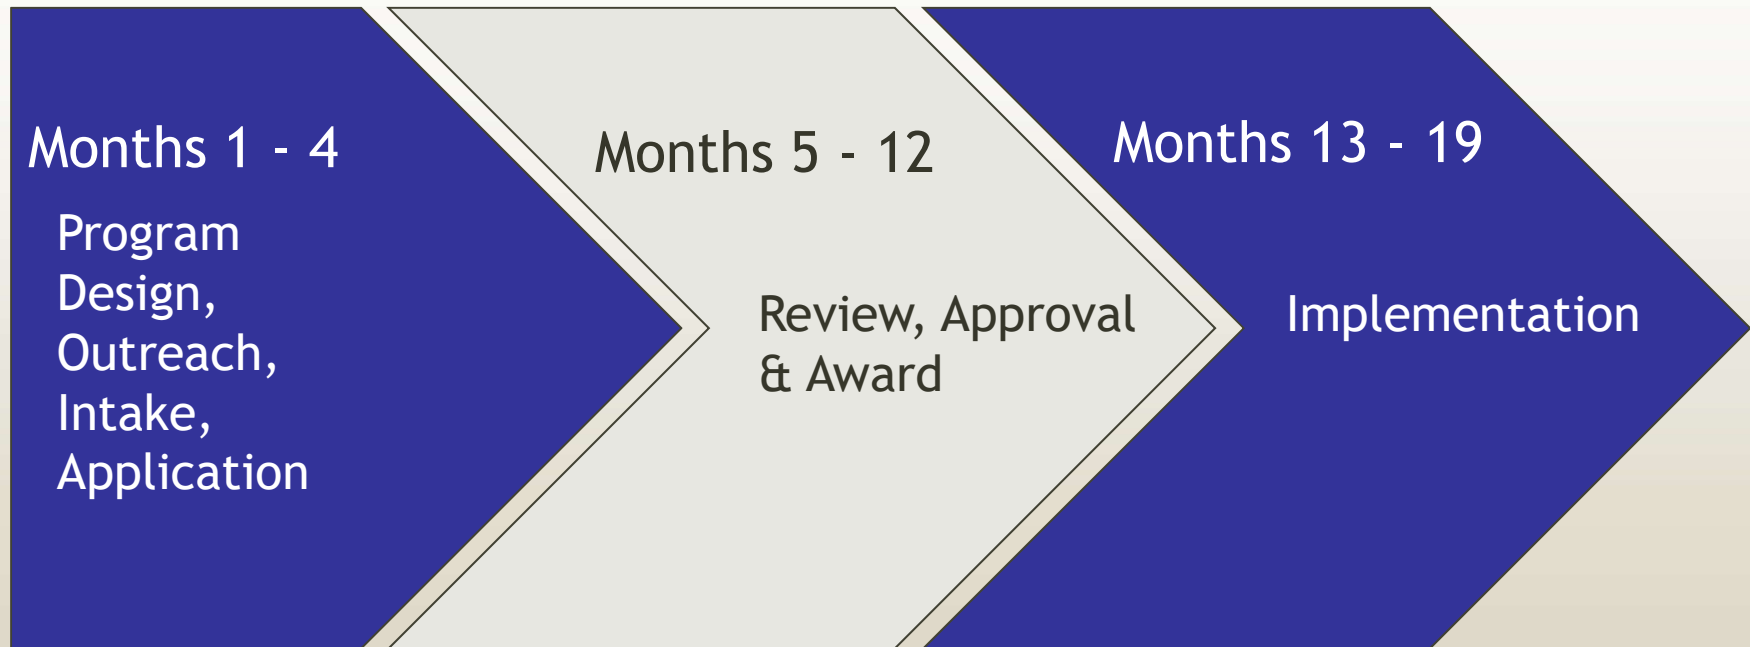 Months 1 - 4
Program
Design,
Outreach,
Intake,
Application
Months 5 - 12
Review, Approval
& Award
Months 13 - 19
Implementation